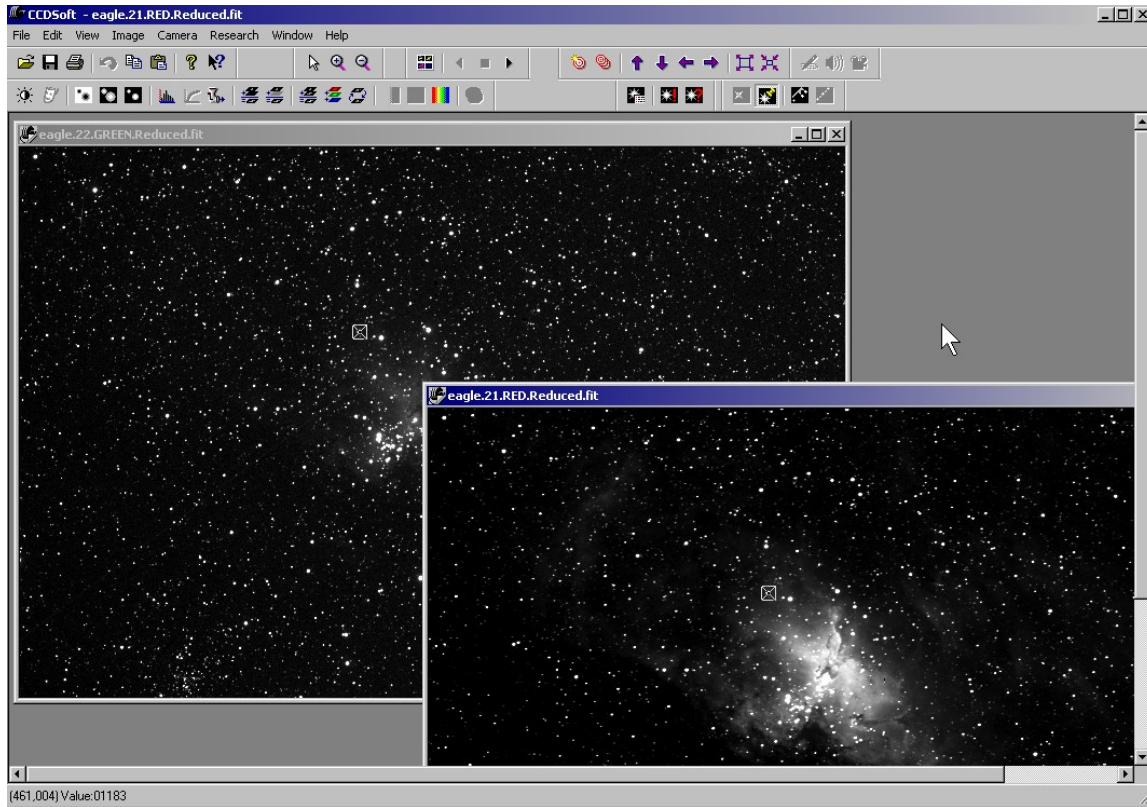 CCDSoft - eagle.21.RED.Reduced.fit
File Edit View Image Camera Research Window Help
eagle.22.GREEN.Reduced.fit
eagle.21.RED.Reduced.fit
(461,004) Value:01183